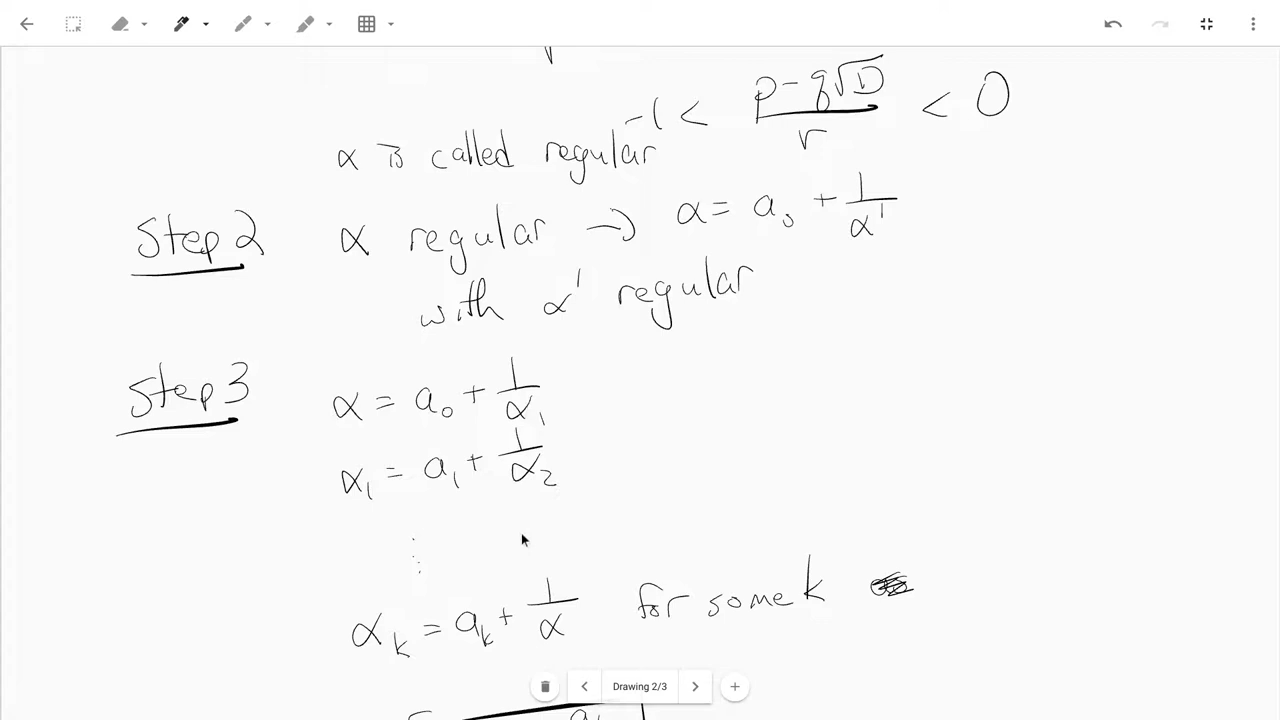 -1 < (p - q√D)/r < 0
α is called regular
Step 2 α regular → α = a₀ + 1/α'
with α' regular
Step 3 α = a₀ + 1/α₁
α₁ = a₁ + 1/α₂
⋮
αₖ = aₖ + 1/α for some k
Drawing 2/3